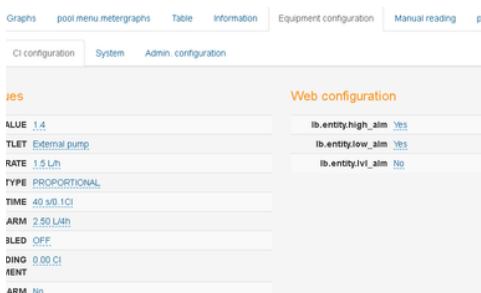 Graphs pool.menu.metergraphs Table Information Equipment configuration Manual reading p
CI configuration System Admin. configuration
ues Web configuration
ALUE 1.4 lb.entity.high_alm Yes
TLET External pump lb.entity.low_alm Yes
RATE 1.5 L/h lb.entity.lvl_alm No
TYPE PROPORTIONAL
TIME 40 s/0.1Cl
ARM 2.50 L/4h
BLED OFF
DING 0.00 Cl
MENT
ARM No